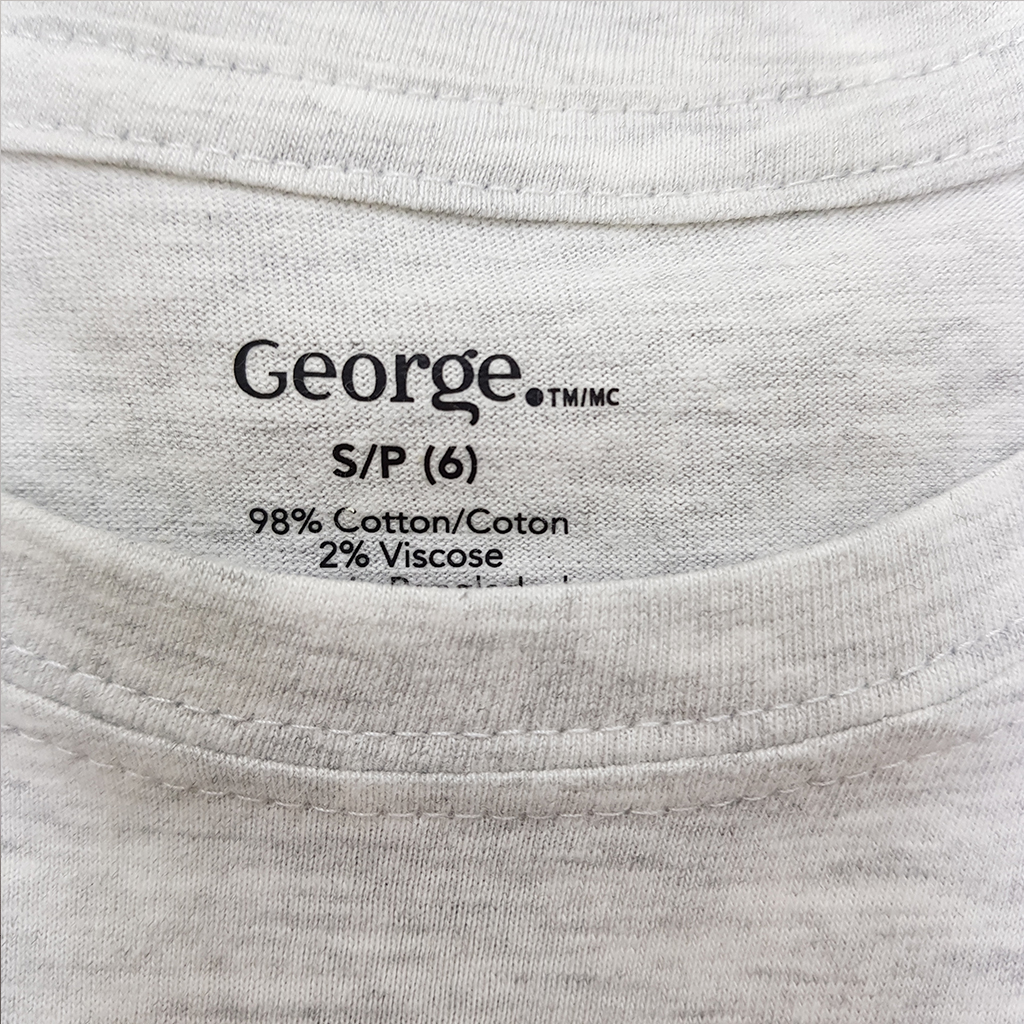 George.TM/MC
S/P (6)
98% Cotton/Coton
2% Viscose